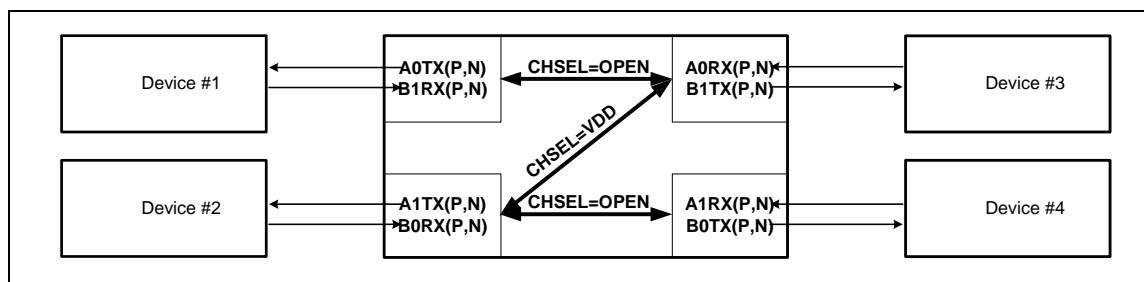 Device #1
A0TX(P,N)
B1RX(P,N)
CHSEL=OPEN
A0RX(P,N)
B1TX(P,N)
Device #3
CHSEL=VDD
Device #2
A1TX(P,N)
B0RX(P,N)
CHSEL=OPEN
A1RX(P,N)
B0TX(P,N)
Device #4